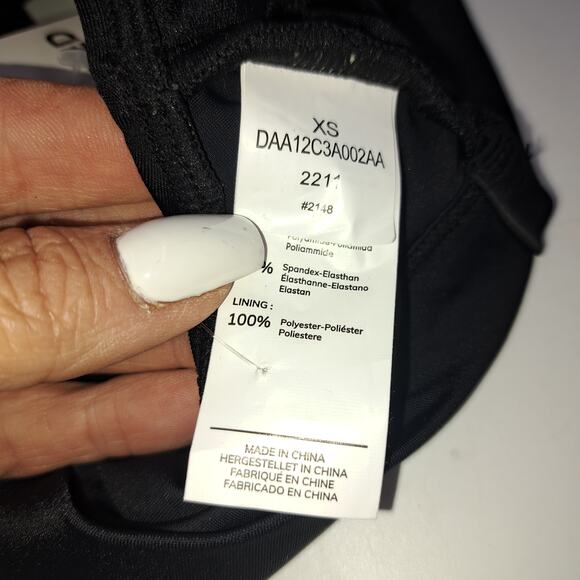 XS
DAA12C3A002AA
2211
#2148
Poliammide
% Spandex-Elasthan
Élasthanne-Elastano
Elastan
LINING :
100% Polyester-Poliéster
Poliestere
MADE IN CHINA
HERGESTELLET IN CHINA
FABRIQUÉ EN CHINE
FABRICADO EN CHINA